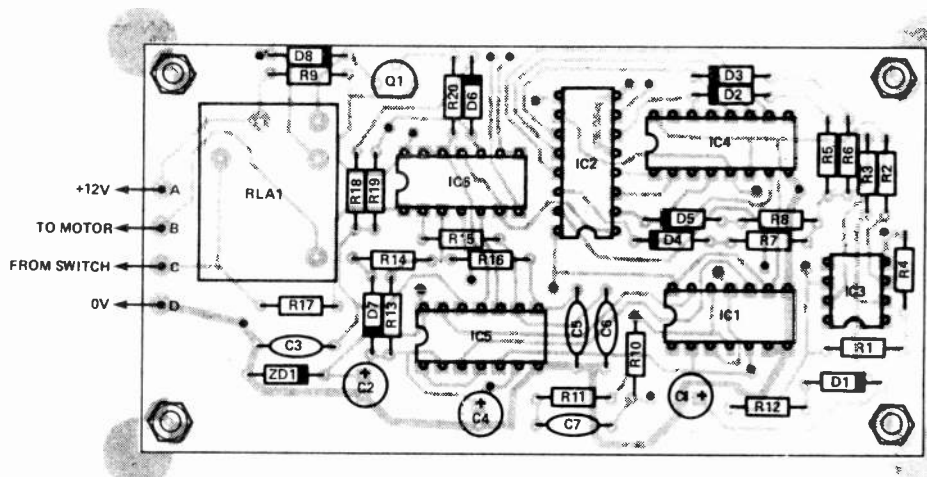 D8
R9
Q1
R20
D6
D3
D2
IC2
IC4
R5
R6
R3
R2
RLA1
R18
R19
IC6
+12V
A
TO MOTOR
B
D5
R8
R15
D4
R7
FROM SWITCH
C
R14
R16
R4
0V
D
R17
D7
R13
IC5
C5
C6
IC1
IC3
C3
R10
R1
ZD1
+
C2
D1
R11
+
C4
C7
+
R12